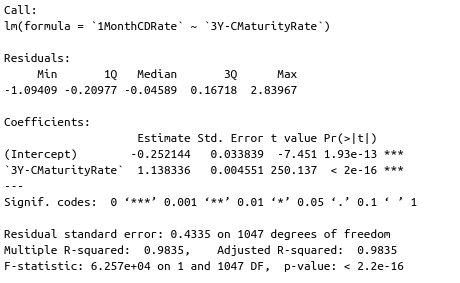 Call:
lm(formula = `1MonthCDRate` ~ `3Y-CMaturityRate`)
Residuals:
Min 1Q Median 3Q Max
-1.09409 -0.20977 -0.04589 0.16718 2.83967
Coefficients:
Estimate Std. Error t value Pr(>|t|)
(Intercept) -0.252144 0.033839 -7.451 1.93e-13 ***
`3Y-CMaturityRate` 1.138336 0.004551 250.137 < 2e-16 ***
---
Signif. codes: 0 ‘***’ 0.001 ‘**’ 0.01 ‘*’ 0.05 ‘.’ 0.1 ‘ ’ 1
Residual standard error: 0.4335 on 1047 degrees of freedom
Multiple R-squared: 0.9835, Adjusted R-squared: 0.9835
F-statistic: 6.257e+04 on 1 and 1047 DF, p-value: < 2.2e-16